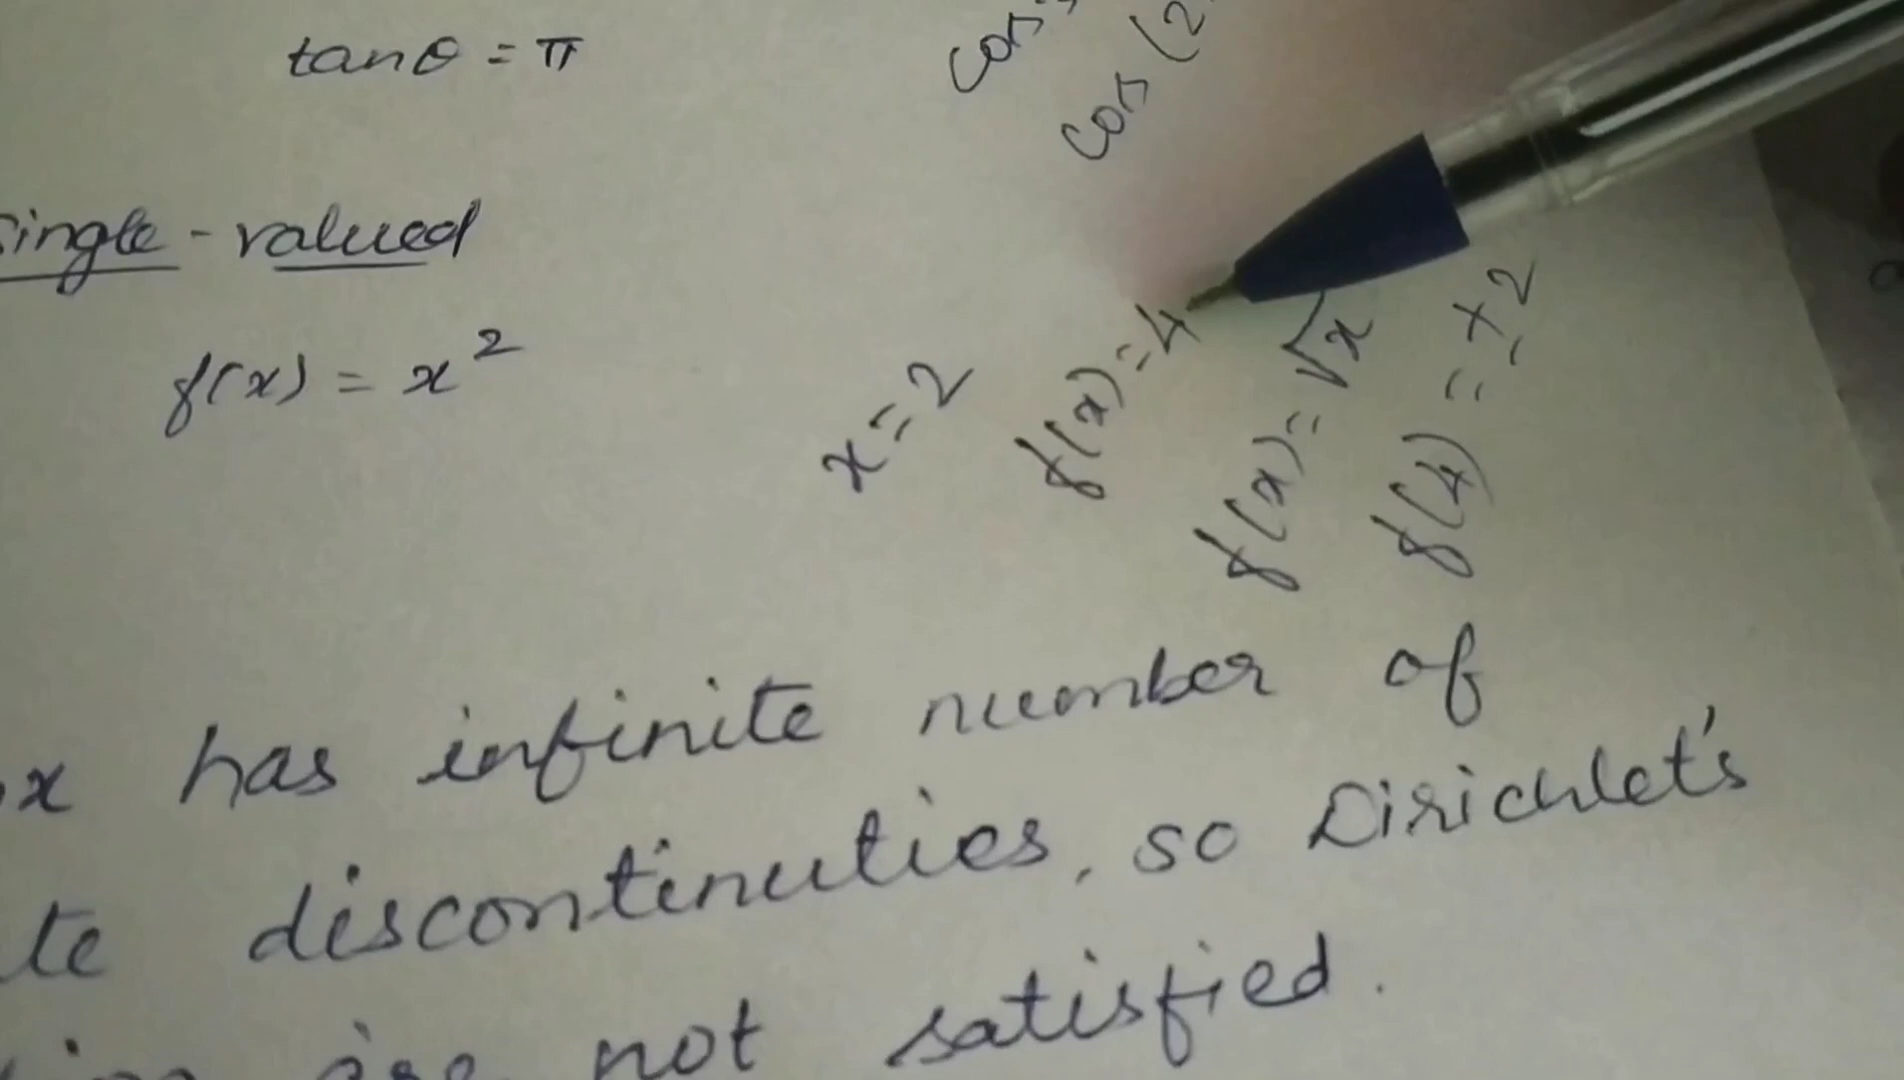 tanθ = π
cos
cos (2
single-valued
f(x) = x²
x = 2
f(x) = 4
f(x) = √x
f(4) = ±2
x has infinite number of
te discontinuties, so Dirichlet's
are not satisfied.